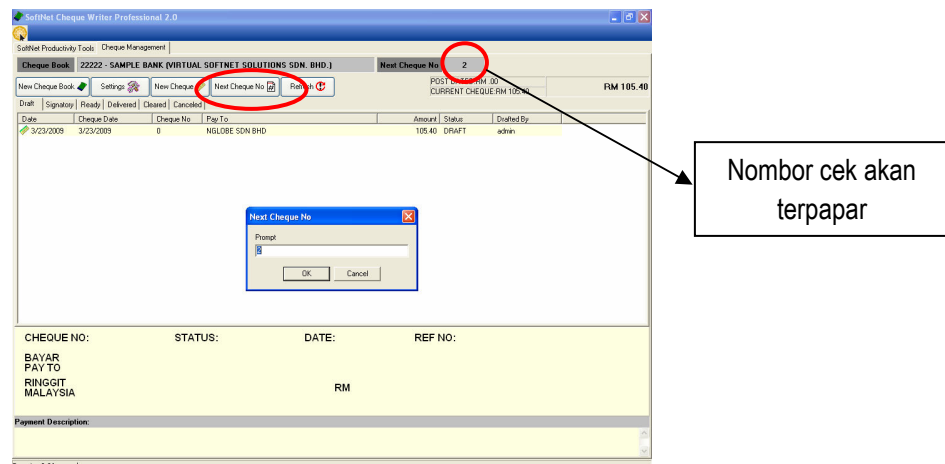 SoftNet Cheque Writer Professional 2.0
SoftNet Productivity Tools Cheque Management
Cheque Book 22222 - SAMPLE BANK (VIRTUAL SOFTNET SOLUTIONS SDN. BHD.) Next Cheque No 2
New Cheque Book Settings New Cheque Next Cheque No Refresh
POST DATED:RM .00
CURRENT CHEQUE:RM 105.40
RM 105.40
Draft Signatory Ready Delivered Cleared Canceled
Date Cheque Date Cheque No Pay To Amount Status Drafted By
3/23/2009 3/23/2009 0 NGLOBE SDN BHD 105.40 DRAFT admin
Nombor cek akan
terpapar
Next Cheque No
Prompt
2
OK Cancel
CHEQUE NO: STATUS: DATE: REF NO:
BAYAR
PAY TO
RINGGIT
MALAYSIA RM
Payment Description: